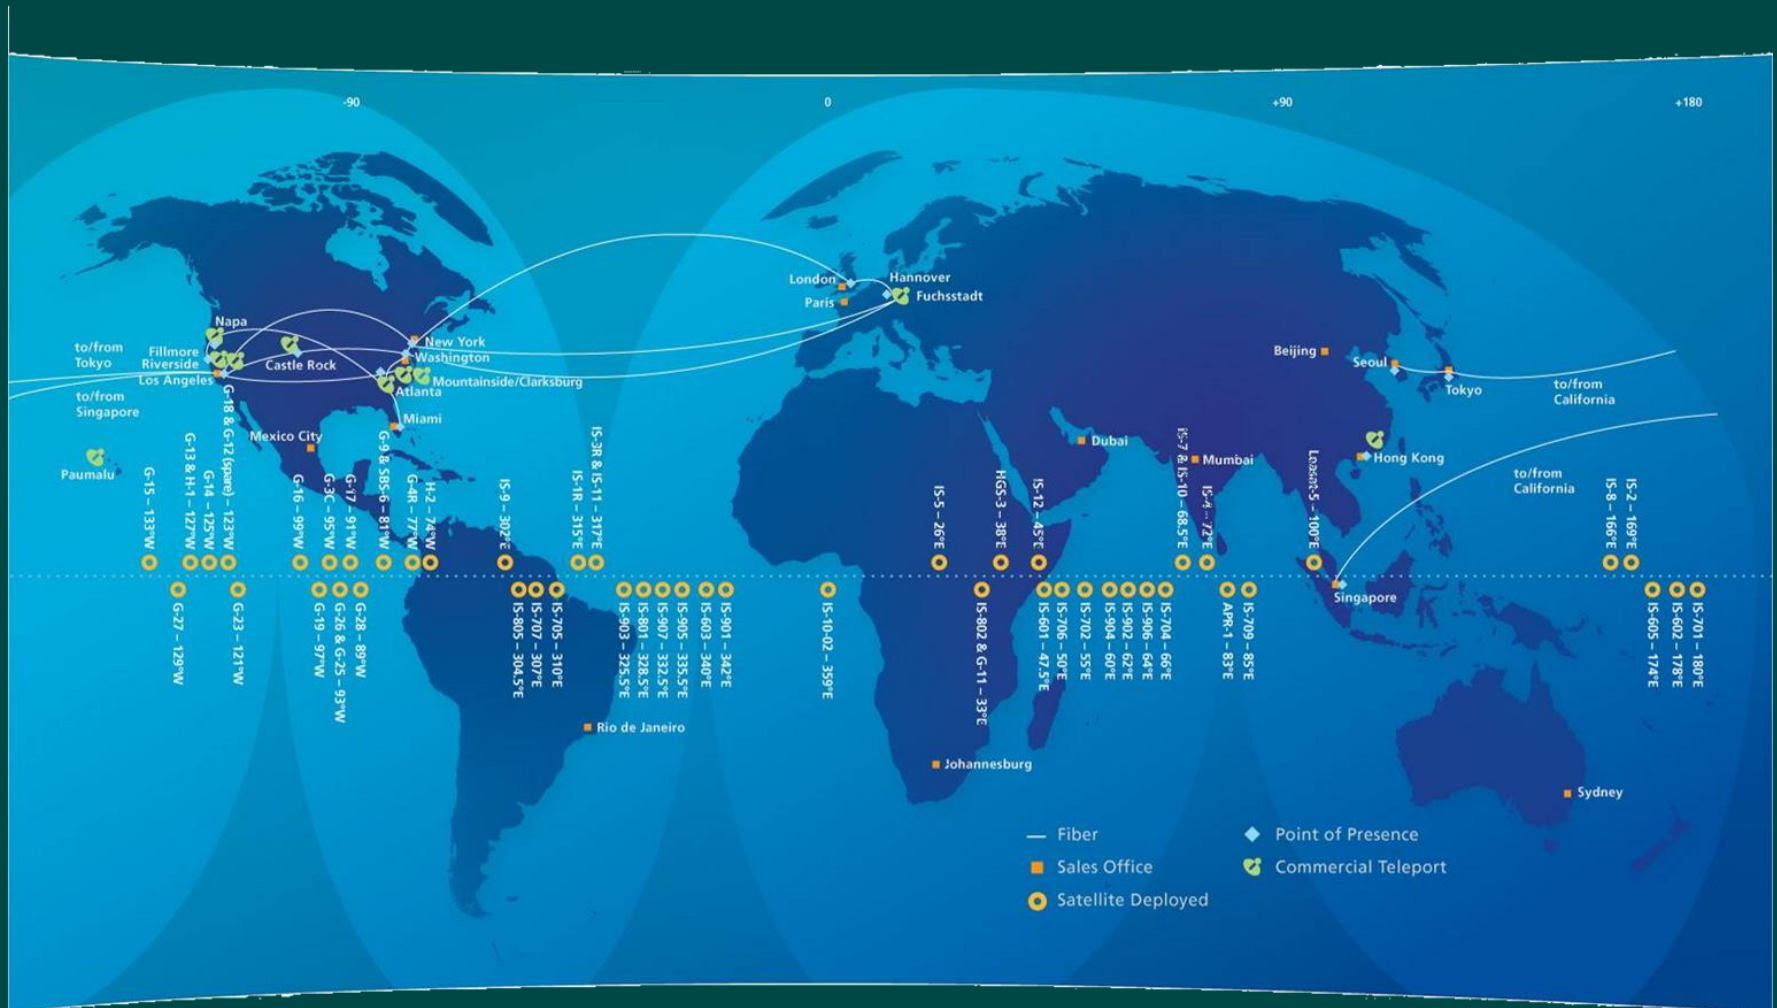 -90
0
+90
+180
London
Hannover
Paris
Fuchsstadt
Napa
to/from
Tokyo
Fillmore
Riverside
Los Angeles
to/from
Singapore
Castle Rock
New York
Washington
Mountainside/Clarksburg
Atlanta
Miami
Mexico City
Paumalu
Beijing
Seoul
Tokyo
to/from
California
Dubai
Mumbai
Hong Kong
to/from
California
G-15 – 133°W
G-13 & H-1 – 127°W
G-14 – 125°W
G-18 & G-12 (spare) – 123°W
G-16 – 99°W
G-3C – 95°W
G-17 – 91°W
G-9 & SBS-6 – 81°W
G-4R – 77°W
H-2 – 74°W
IS-9 – 302°E
IS-1R – 315°E
IS-3R & IS-11 – 317°E
IS-5 – 26°E
HGS-3 – 38°E
IS-12 – 45°E
IS-7 & IS-10 – 68.5°E
IS-4 – 72°E
Leasat-5 – 100°E
IS-8 – 166°E
IS-2 – 169°E
G-27 – 129°W
G-23 – 121°W
G-19 – 97°W
G-26 & G-25 – 93°W
G-28 – 89°W
IS-805 – 304.5°E
IS-707 – 307°E
IS-705 – 310°E
IS-903 – 325.5°E
IS-801 – 328.5°E
IS-907 – 332.5°E
IS-905 – 335.5°E
IS-603 – 340°E
IS-901 – 342°E
IS-10-02 – 359°E
IS-802 & G-11 – 33°E
IS-601 – 47.5°E
IS-706 – 50°E
IS-702 – 55°E
IS-904 – 60°E
IS-902 – 62°E
IS-906 – 64°E
IS-704 – 66°E
APR-1 – 83°E
IS-709 – 85°E
Singapore
IS-605 – 174°E
IS-602 – 178°E
IS-701 – 180°E
Rio de Janeiro
Johannesburg
Sydney
Fiber
Point of Presence
Sales Office
Commercial Teleport
Satellite Deployed